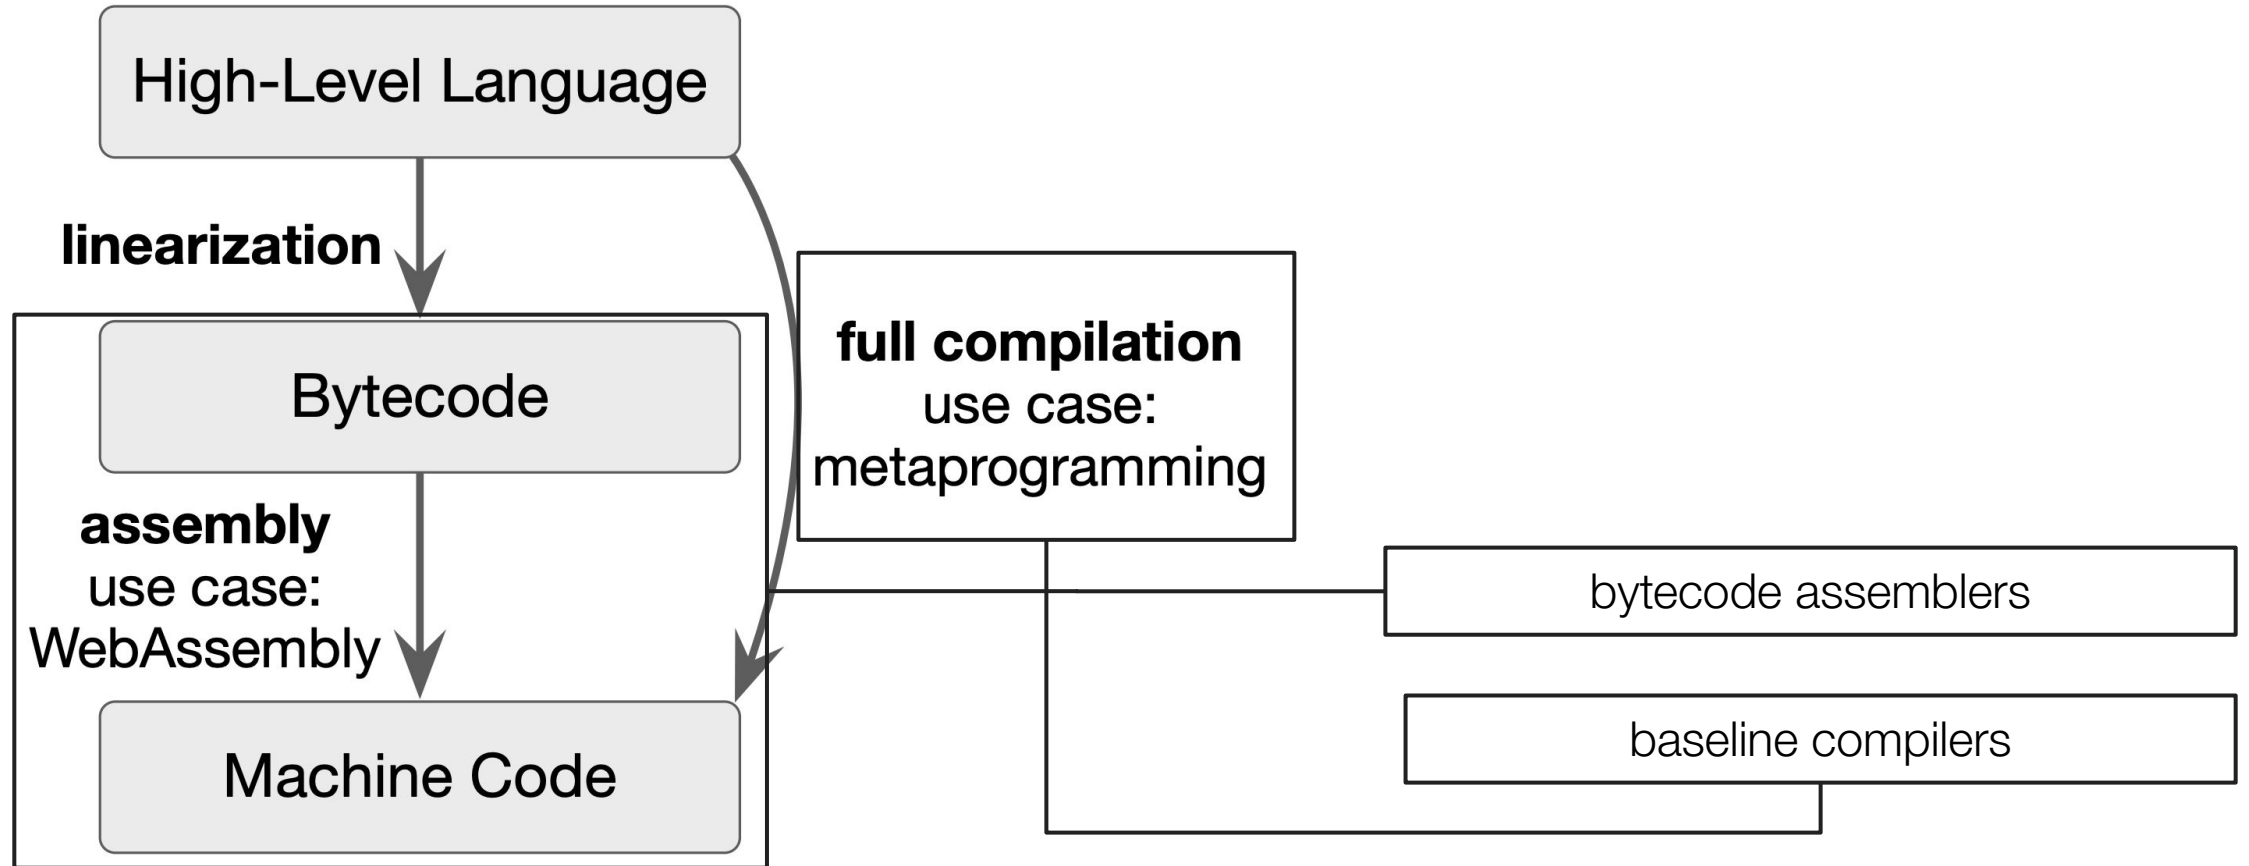 High-Level Language
linearization
Bytecode
full compilation
use case:
metaprogramming
assembly
use case:
WebAssembly
Machine Code
bytecode assemblers
baseline compilers